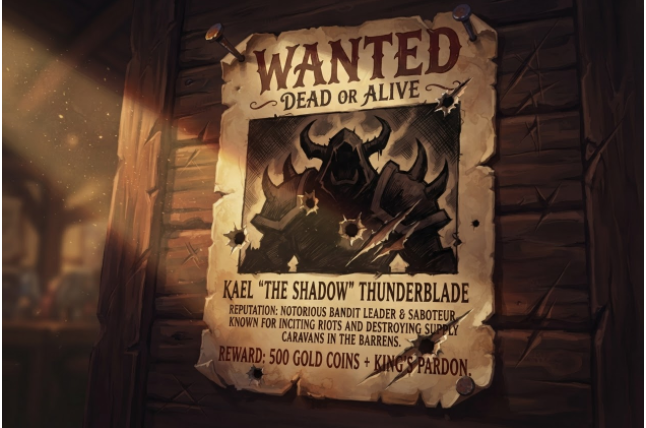 WANTED
DEAD OR ALIVE
KAEL "THE SHADOW" THUNDERBLADE
REPUTATION: NOTORIOUS BANDIT LEADER & SABOTEUR,
KNOWN FOR INCITING RIOTS AND DESTROYING SUPPLY
CARAVANS IN THE BARRENS.
REWARD: 500 GOLD COINS + KING'S PARDON.